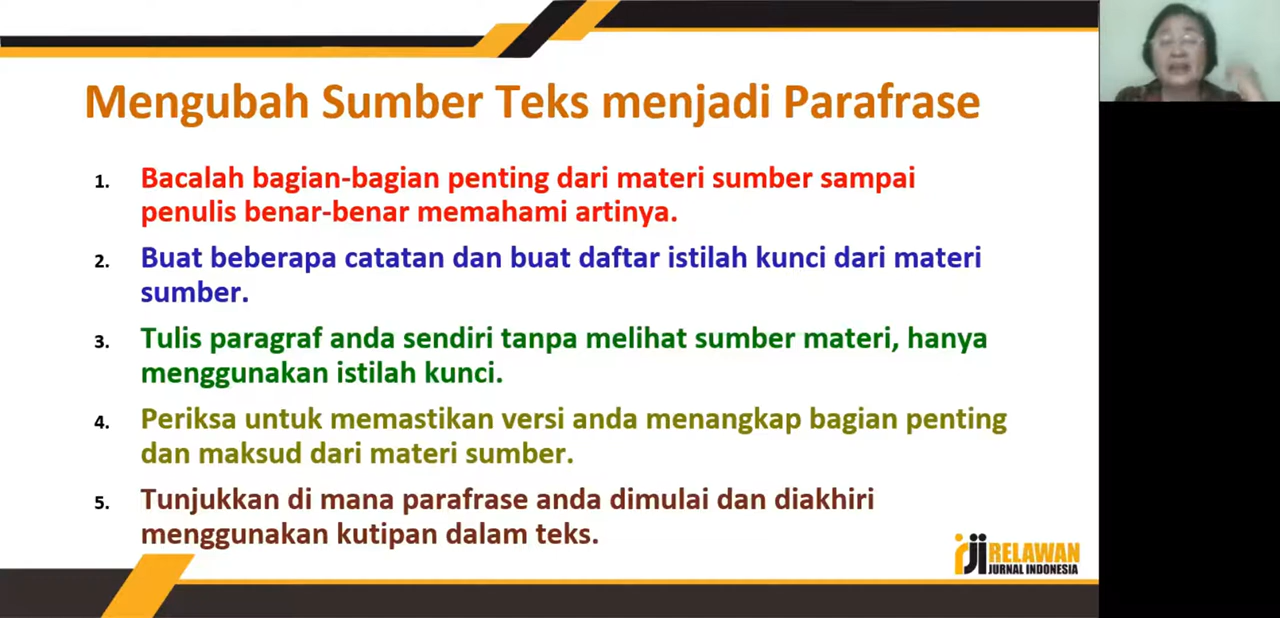 Mengubah Sumber Teks menjadi Parafrase
1. Bacalah bagian-bagian penting dari materi sumber sampai
penulis benar-benar memahami artinya.
2. Buat beberapa catatan dan buat daftar istilah kunci dari materi
sumber.
3. Tulis paragraf anda sendiri tanpa melihat sumber materi, hanya
menggunakan istilah kunci.
4. Periksa untuk memastikan versi anda menangkap bagian penting
dan maksud dari materi sumber.
5. Tunjukkan di mana parafrase anda dimulai dan diakhiri
menggunakan kutipan dalam teks.
rji RELAWAN
JURNAL INDONESIA